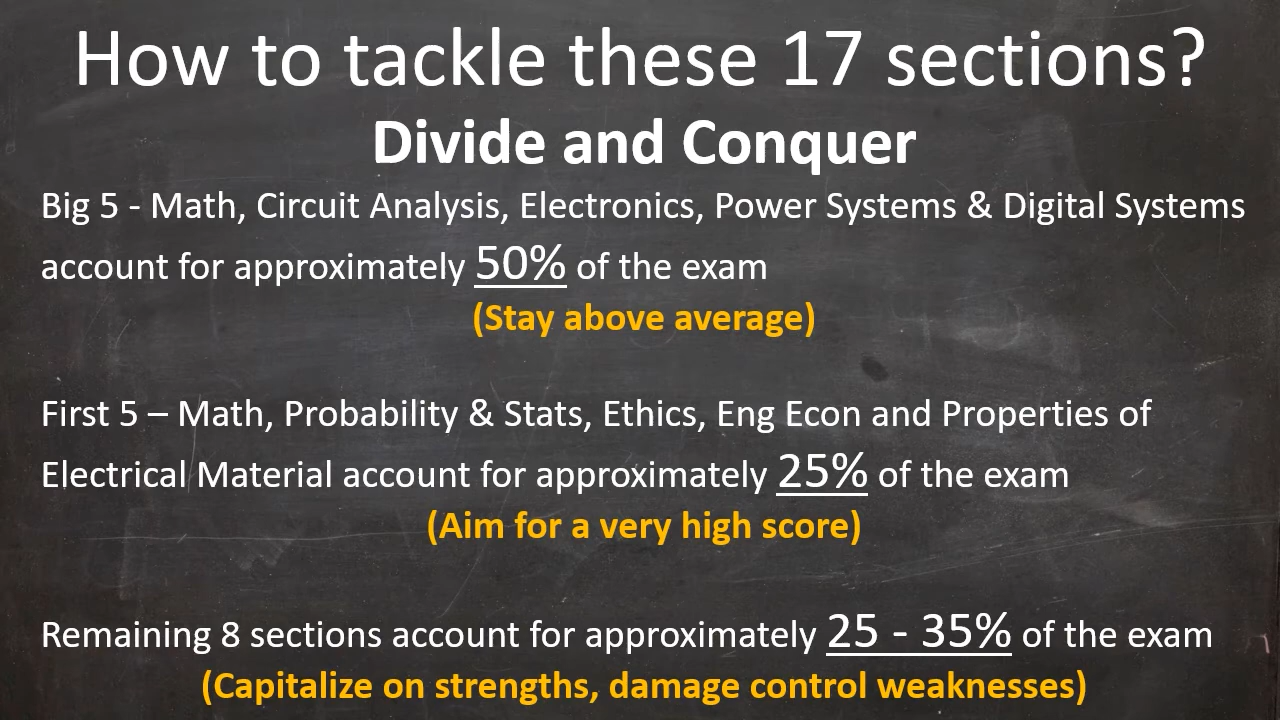 How to tackle these 17 sections?
Divide and Conquer
Big 5 - Math, Circuit Analysis, Electronics, Power Systems & Digital Systems
account for approximately 50% of the exam
(Stay above average)
First 5 – Math, Probability & Stats, Ethics, Eng Econ and Properties of
Electrical Material account for approximately 25% of the exam
(Aim for a very high score)
Remaining 8 sections account for approximately 25 - 35% of the exam
(Capitalize on strengths, damage control weaknesses)